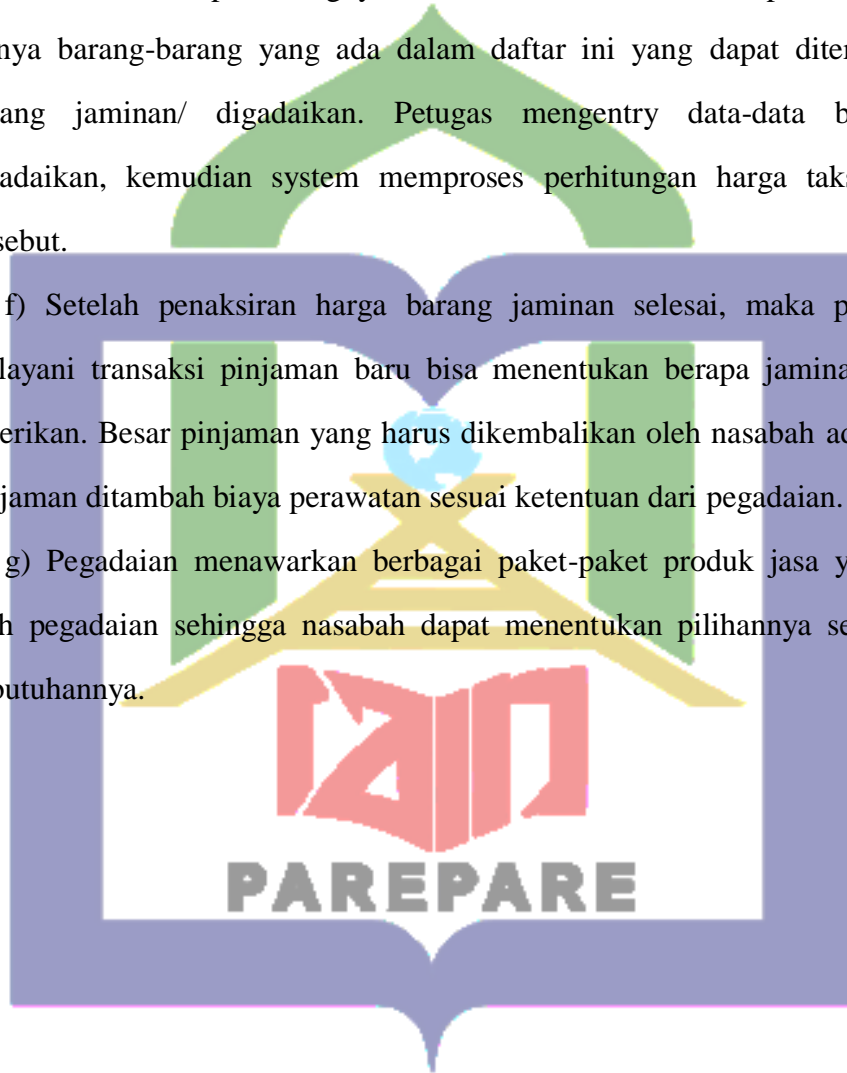 nya barang-barang yang ada dalam daftar ini yang dapat diter
ang jaminan/ digadaikan. Petugas mengentry data-data b
adaikan, kemudian system memproses perhitungan harga taks
sebut.
f) Setelah penaksiran harga barang jaminan selesai, maka p
layani transaksi pinjaman baru bisa menentukan berapa jamina
erikan. Besar pinjaman yang harus dikembalikan oleh nasabah ad
jaman ditambah biaya perawatan sesuai ketentuan dari pegadaian.
g) Pegadaian menawarkan berbagai paket-paket produk jasa y
h pegadaian sehingga nasabah dapat menentukan pilihannya se
butuhannya.
iain
PAREPARE